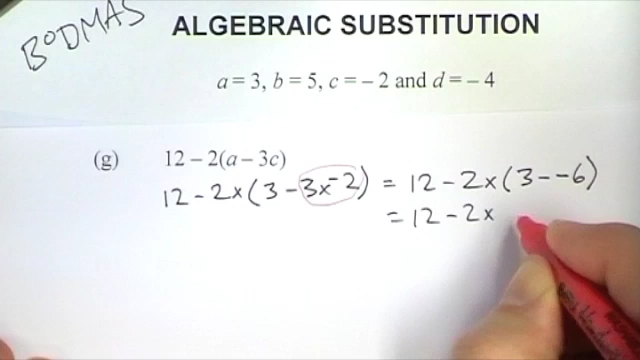 BODMAS
ALGEBRAIC SUBSTITUTION
a = 3, b = 5, c = – 2 and d = – 4
(g) 12 – 2(a – 3c)
12 - 2x(3 - 3x-2) = 12 - 2x(3 - -6)
= 12 - 2x